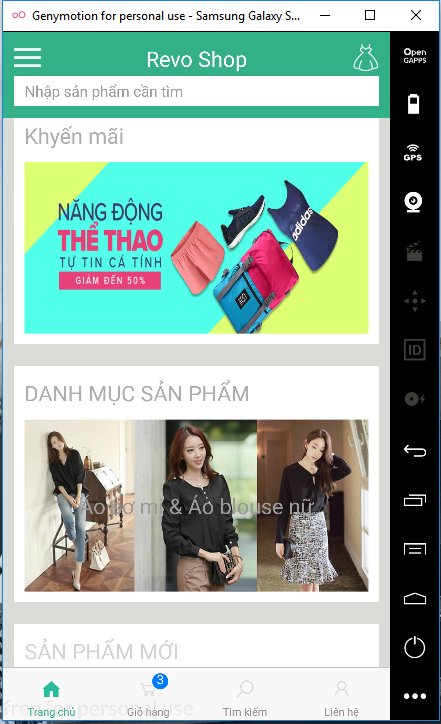 Genymotion for personal use - Samsung Galaxy S...
Open
GAPPS
Revo Shop
Nhập sản phẩm cần tìm
GPS
Khyến mãi
NĂNG ĐỘNG
THỂ THAO
TỰ TIN CÁ TÍNH
GIẢM ĐẾN 50%
adidas
ID
DANH MỤC SẢN PHẨM
Áo sơ mi & Áo blouse nữ
SẢN PHẨM MỚI
3
Trang chủ
Giỏ hàng
Tìm kiếm
Liên hệ
free for personal use